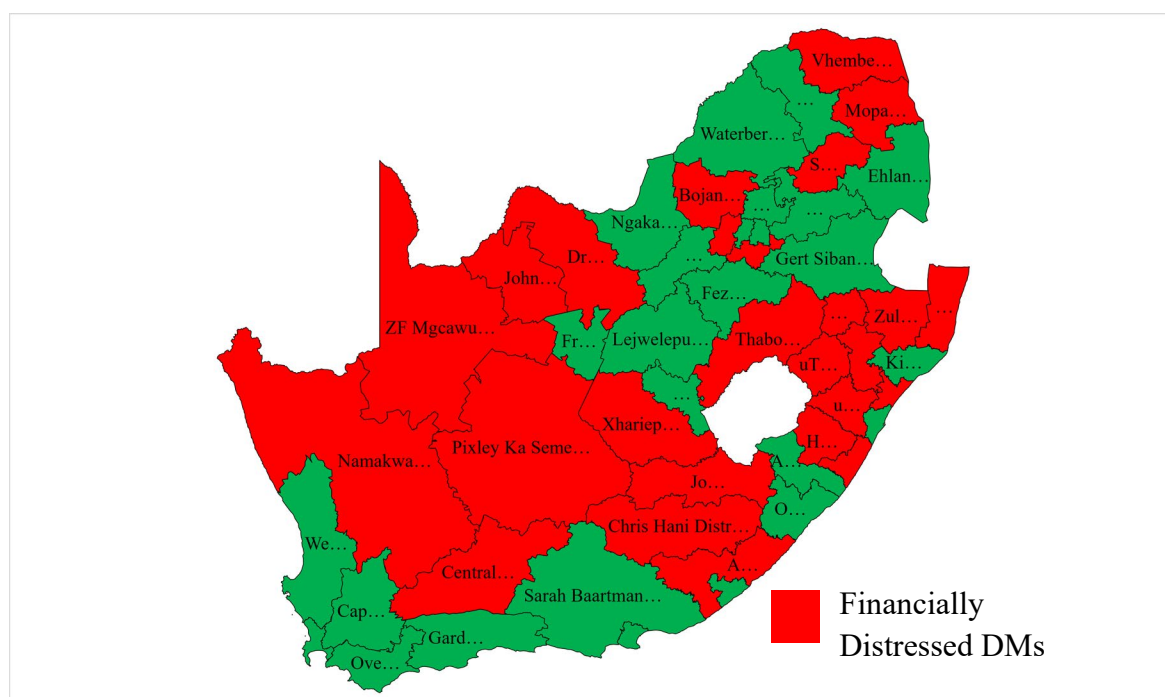 Vhembe…
Mopa…
…
Waterber…
S…
Ehlan…
Bojan…
…
…
Ngaka…
Dr…
…
Gert Siban…
John…
Fez…
ZF Mgcawu…
…
Zul…
…
Fr…
Lejwelepu…
Thabo…
Ki…
uT…
…
u…
Xhariep…
H…
Pixley Ka Seme…
Namakwa…
A…
Jo…
O…
Chris Hani Distr…
We…
A…
Central…
Sarah Baartman…
Cap…
Gard…
Ove…
Financially
Distressed DMs